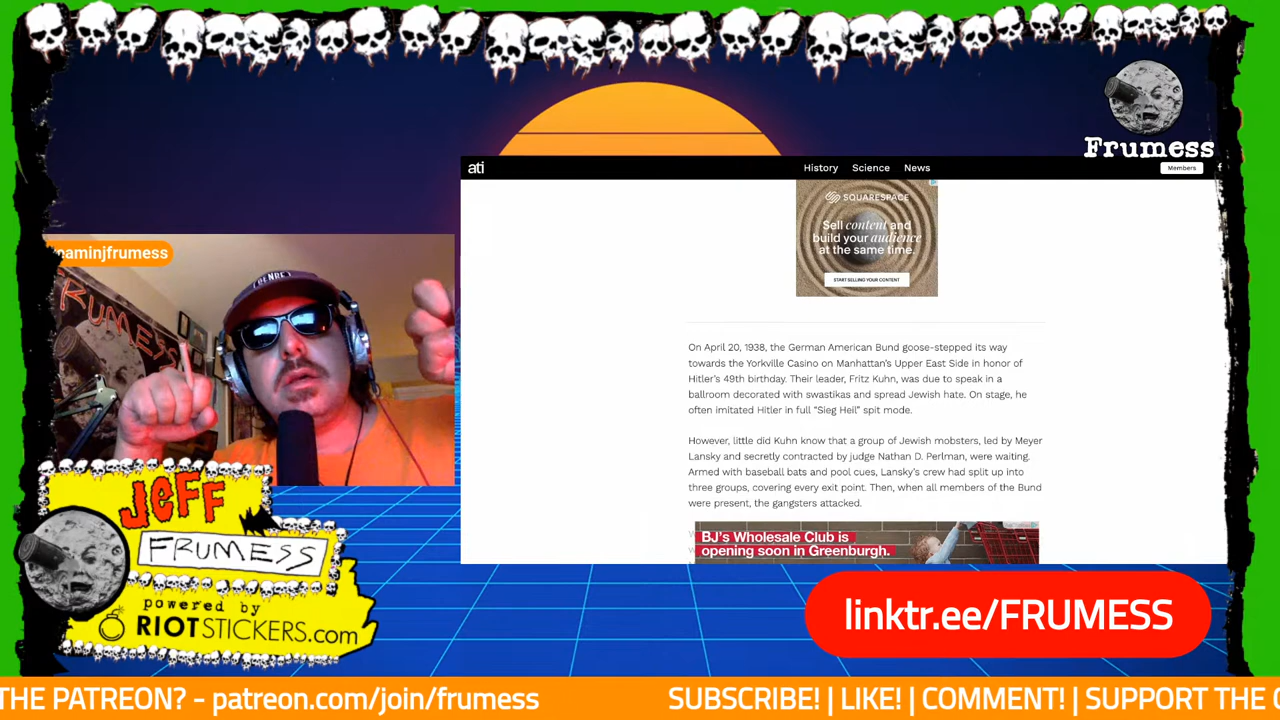 Frumess
ati
History Science News
Members
SQUARESPACE
Sell content and
build your audience
at the same time.
START SELLING YOUR CONTENT
On April 20, 1938, the German American Bund goose-stepped its way
towards the Yorkville Casino on Manhattan's Upper East Side in honor of
Hitler's 49th birthday. Their leader, Fritz Kuhn, was due to speak in a
ballroom decorated with swastikas and spread Jewish hate. On stage, he
often imitated Hitler in full "Sieg Heil" spit mode.
However, little did Kuhn know that a group of Jewish mobsters, led by Meyer
Lansky and secretly contracted by judge Nathan D. Perlman, were waiting.
Armed with baseball bats and pool cues, Lansky's crew had split up into
three groups, covering every exit point. Then, when all members of the Bund
were present, the gangsters attacked.
BJ's Wholesale Club is
opening soon in Greenburgh.
eaminjfrumess
FRUMESS
JEFF
FRUMESS
powered by
RIOTSTICKERS.com
linktr.ee/FRUMESS
THE PATREON? - patreon.com/join/frumess SUBSCRIBE! | LIKE! | COMMENT! | SUPPORT THE